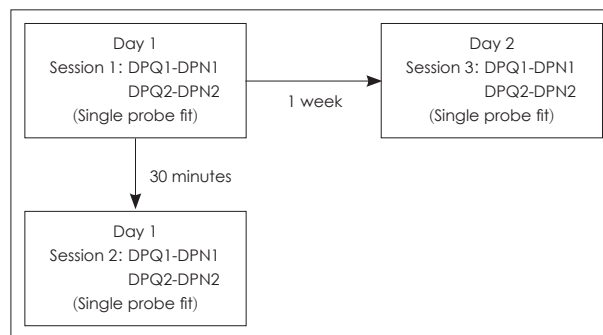 Day 1
Session 1: DPQ1-DPN1
DPQ2-DPN2
(Single probe fit)
1 week
Day 2
Session 3: DPQ1-DPN1
DPQ2-DPN2
(Single probe fit)
30 minutes
Day 1
Session 2: DPQ1-DPN1
DPQ2-DPN2
(Single probe fit)